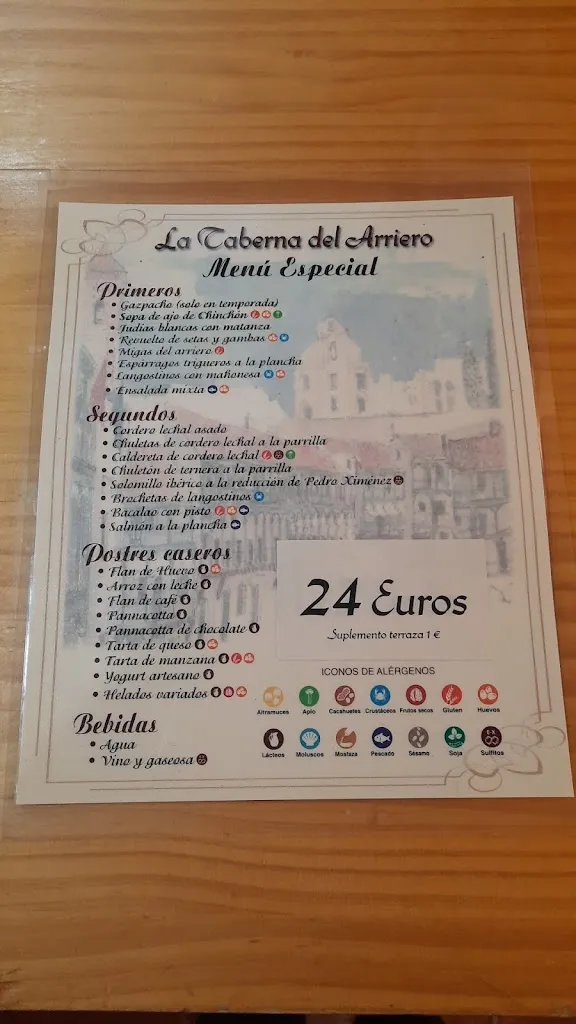 La Taberna del Arriero
Menú Especial
Primeros
• Gazpacho (solo en temporada)
• Sopa de ajo de Chinchón
• Judías blancas con matanza
• Revuelto de setas y gambas
• Migas del arriero
• Espárragos trigueros a la plancha
• Langostinos con mahonesa
• Ensalada mixta
Segundos
• Cordero lechal asado
• Chuletas de cordero lechal a la parrilla
• Caldereta de cordero lechal
• Chuletón de ternera a la parrilla
• Solomillo ibérico a la reducción de Pedro Ximénez
• Brochetas de langostinos
• Bacalao con pisto
• Salmón a la plancha
Postres caseros
• Flan de Huevo
• Arroz con leche
• Flan de café
• Pannacotta
• Pannacotta de chocolate
• Tarta de queso
• Tarta de manzana
• Yogurt artesano
• Helados variados
24 Euros
Suplemento terraza 1 €
ICONOS DE ALÉRGENOS
Altramuces Apio Cacahuetes Crustáceos Frutos secos Gluten Huevos
Lácteos Moluscos Mostaza Pescado Sésamo Soja Sulfitos
Bebidas
• Agua
• Vino y gaseosa